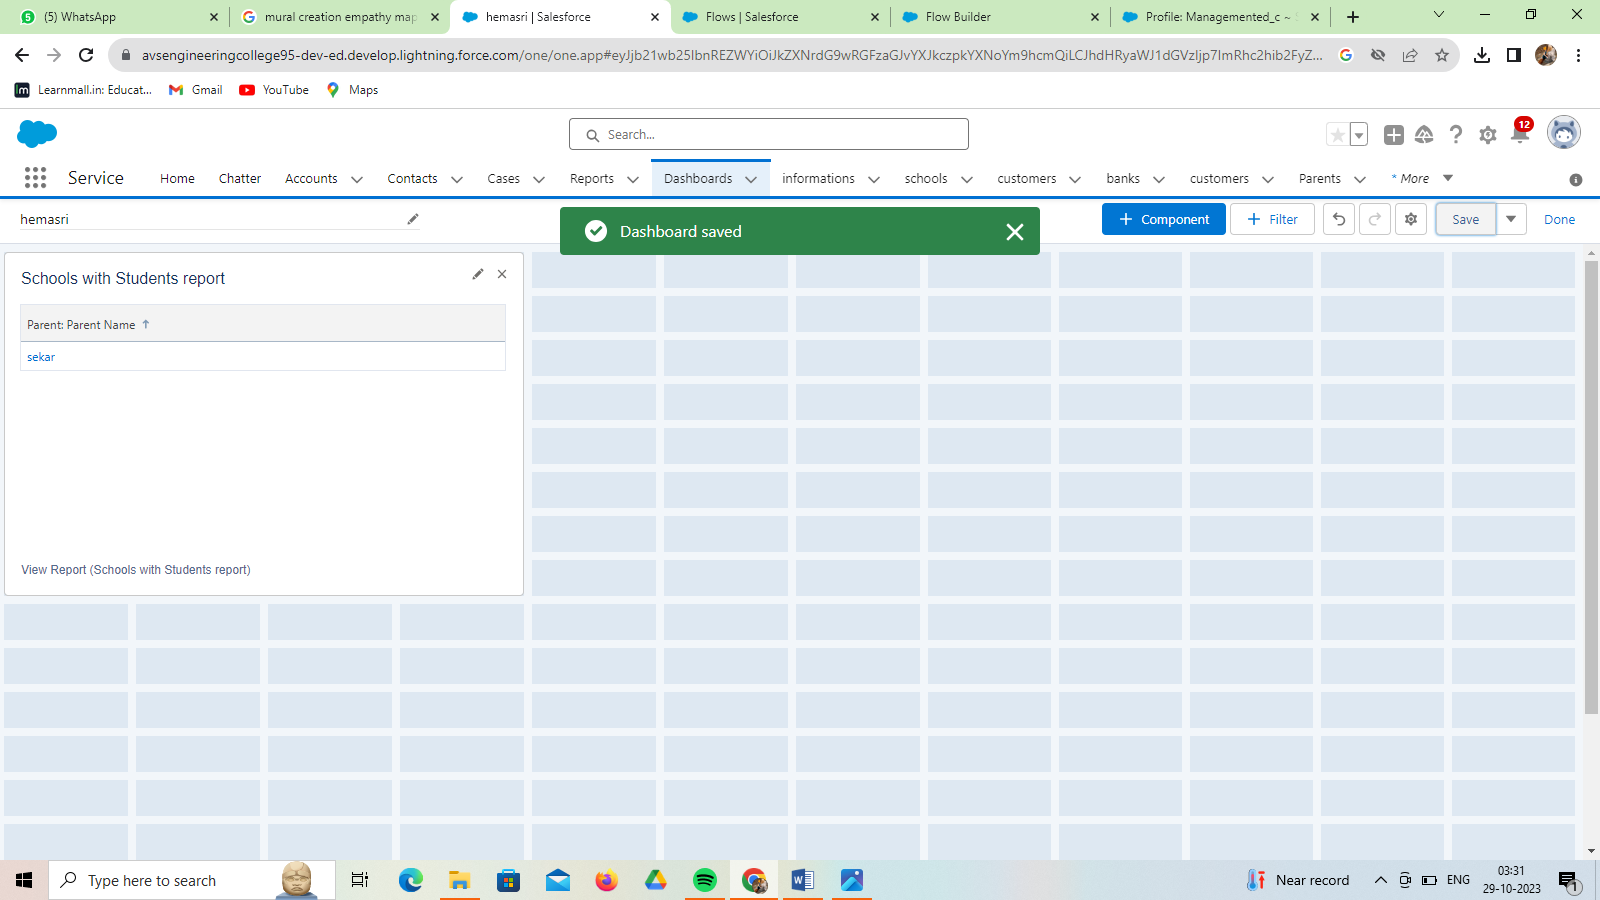 (5) WhatsApp
mural creation empathy map
hemasri | Salesforce
Flows | Salesforce
Flow Builder
Profile: Managemented_c ~
avsengineeringcollege95-dev-ed.develop.lightning.force.com/one/one.app#eyJjb21wb25lbnREZWYiOiJkZXNrdG9wRGFzaGJvYXJkczpkYXNoYm9hcmQiLCJhdHRyaWJ1dGVzIjp7ImRhc2hib2FyZ...
Learnmall.in: Educat...
Gmail
YouTube
Maps
Search...
12
Service
Home
Chatter
Accounts
Contacts
Cases
Reports
Dashboards
informations
schools
customers
banks
customers
Parents
* More
hemasri
Dashboard saved
+ Component
+ Filter
Save
Done
Schools with Students report
Parent: Parent Name ↑
sekar
View Report (Schools with Students report)
Type here to search
Near record
ENG
03:31
29-10-2023
1